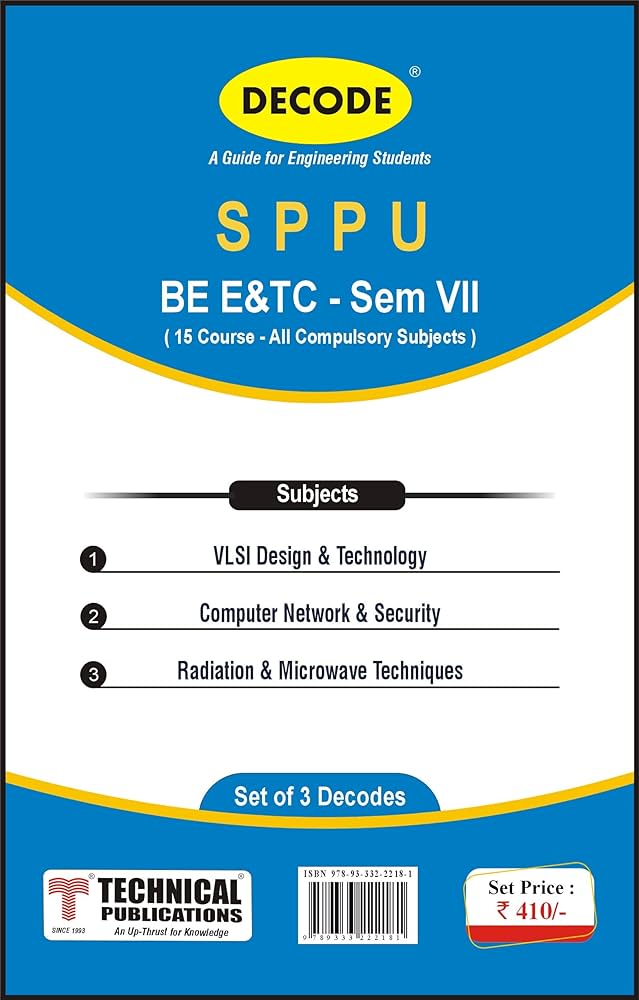 DECODE ®
A Guide for Engineering Students
SPPU
BE E&TC - Sem VII
( 15 Course - All Compulsory Subjects )
Subjects
1 VLSI Design & Technology
2 Computer Network & Security
3 Radiation & Microwave Techniques
Set of 3 Decodes
T ® TECHNICAL ®
PUBLICATIONS
SINCE 1993 An Up-Thrust for Knowledge
ISBN 978-93-332-2218-1
9789333222181
Set Price :
₹ 410/-